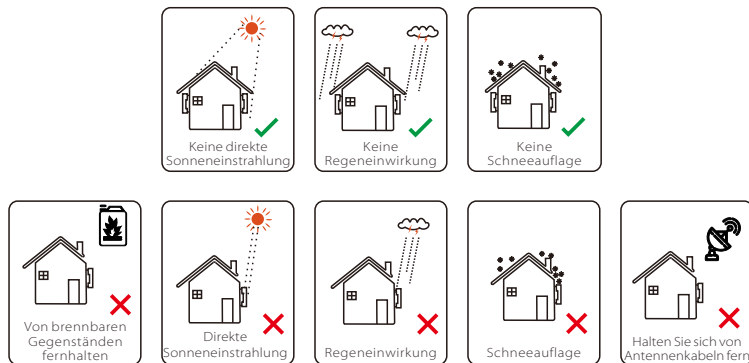 Keine direkte
Sonneneinstrahlung
Keine
Regeneinwirkung
Keine
Schneeauflage
Von brennbaren
Gegenständen
fernhalten
Direkte
Sonneneinstrahlung
Regeneinwirkung
Schneeauflage
Halten Sie sich von
Antennenkabeln fern